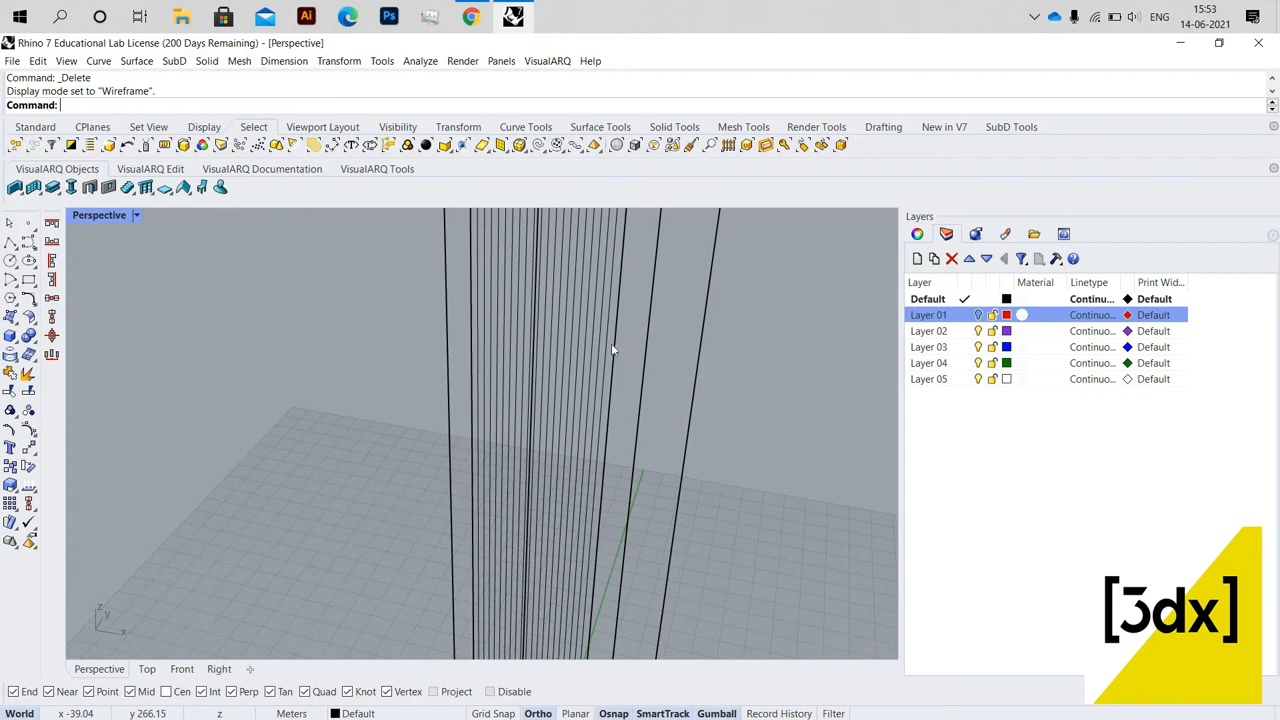 15:53
ENG
14-06-2021
Rhino 7 Educational Lab License (200 Days Remaining) - [Perspective]
File Edit View Curve Surface SubD Solid Mesh Dimension Transform Tools Analyze Render Panels VisualARQ Help
Command: _Delete
Display mode set to "Wireframe".
Command:
Standard CPlanes Set View Display Select Viewport Layout Visibility Transform Curve Tools Surface Tools Solid Tools Mesh Tools Render Tools Drafting New in V7 SubD Tools
VisualARQ Objects VisualARQ Edit VisualARQ Documentation VisualARQ Tools
Perspective
Layers
Layer Material Linetype Print Wid...
Default Continu... Default
Layer 01 Continuo... Default
Layer 02 Continuo... Default
Layer 03 Continuo... Default
Layer 04 Continuo... Default
Layer 05 Continuo... Default
z
y
x
[3dx]
Perspective Top Front Right
End Near Point Mid Cen Int Perp Tan Quad Knot Vertex Project Disable
World x -39.04 y 266.15 z Meters Default Grid Snap Ortho Planar Osnap SmartTrack Gumball Record History Filter